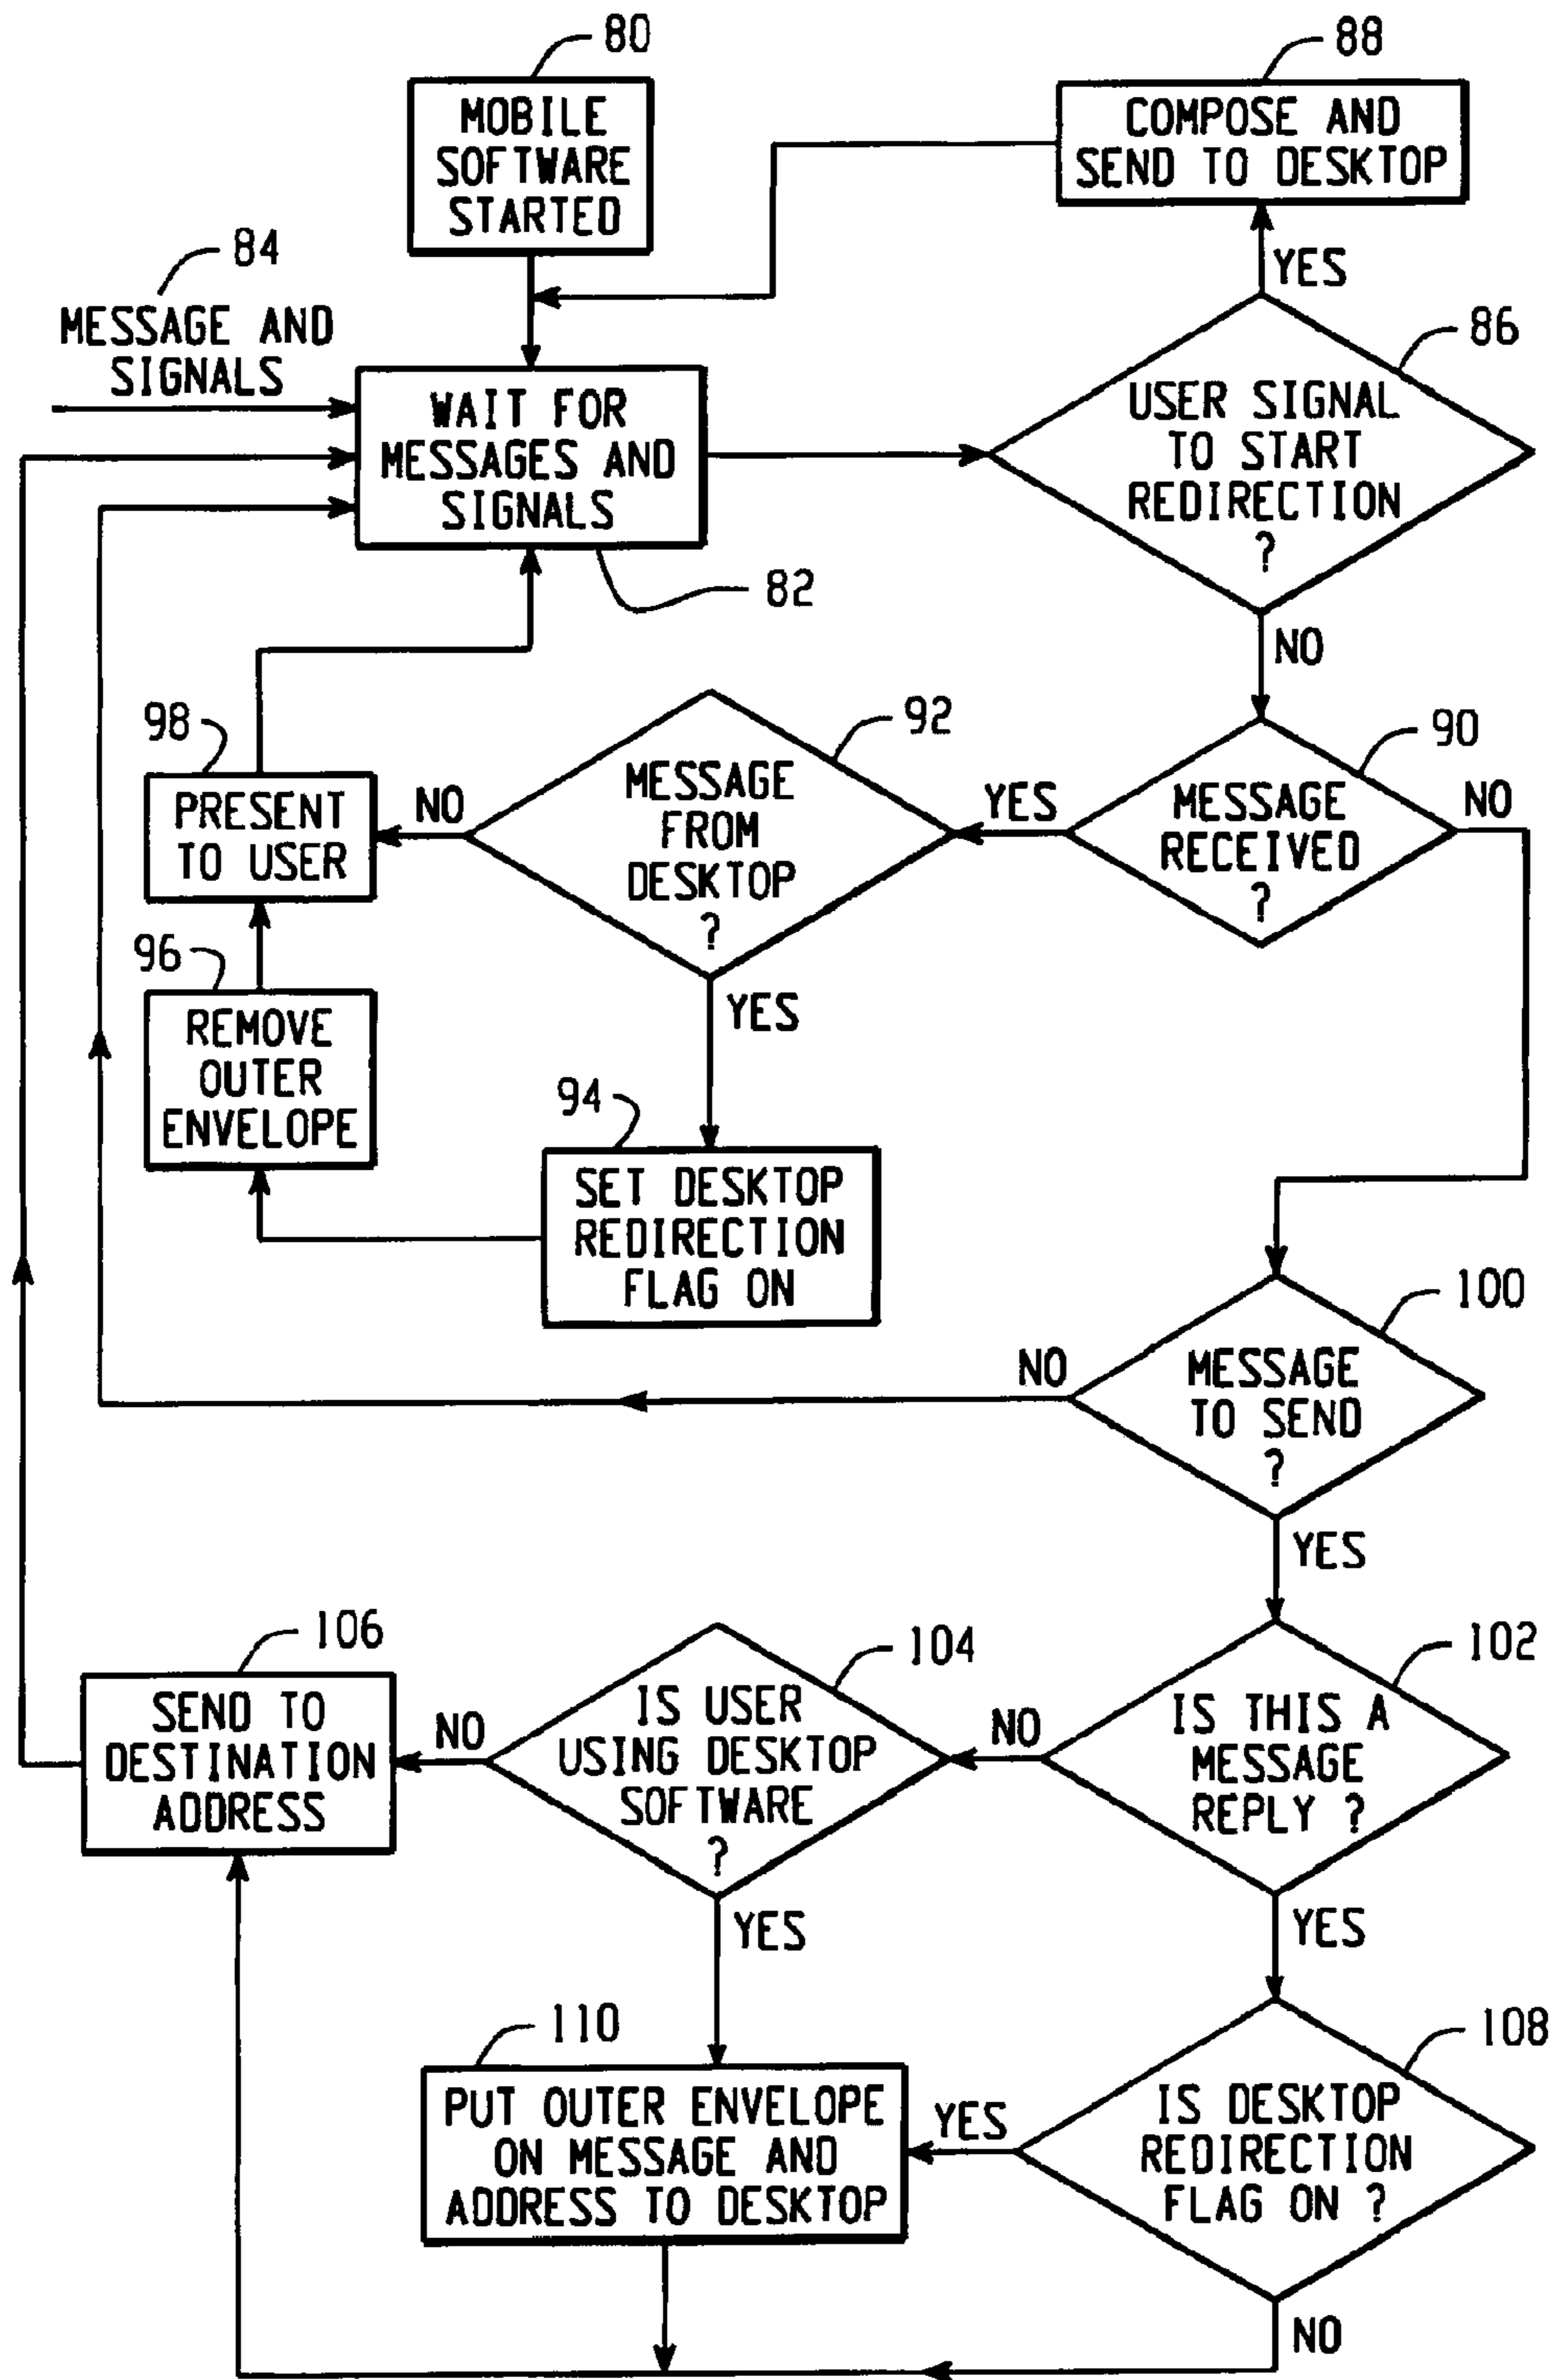 80
MOBILE
SOFTWARE
STARTED
88
COMPOSE AND
SEND TO DESKTOP
YES
84
MESSAGE AND
SIGNALS
WAIT FOR
MESSAGES AND
SIGNALS
82
86
USER SIGNAL
TO START
REDIRECTION
?
NO
90
MESSAGE
RECEIVED
?
NO
YES
92
MESSAGE
FROM
DESKTOP
?
NO
98
PRESENT
TO USER
96
REMOVE
OUTER
ENVELOPE
YES
94
SET DESKTOP
REDIRECTION
FLAG ON
100
MESSAGE
TO SEND
?
NO
YES
102
IS THIS A
MESSAGE
REPLY ?
NO
104
IS USER
USING DESKTOP
SOFTWARE
?
NO
106
SEND TO
DESTINATION
ADDRESS
YES
YES
110
PUT OUTER ENVELOPE
ON MESSAGE AND
ADDRESS TO DESKTOP
YES
108
IS DESKTOP
REDIRECTION
FLAG ON ?
NO